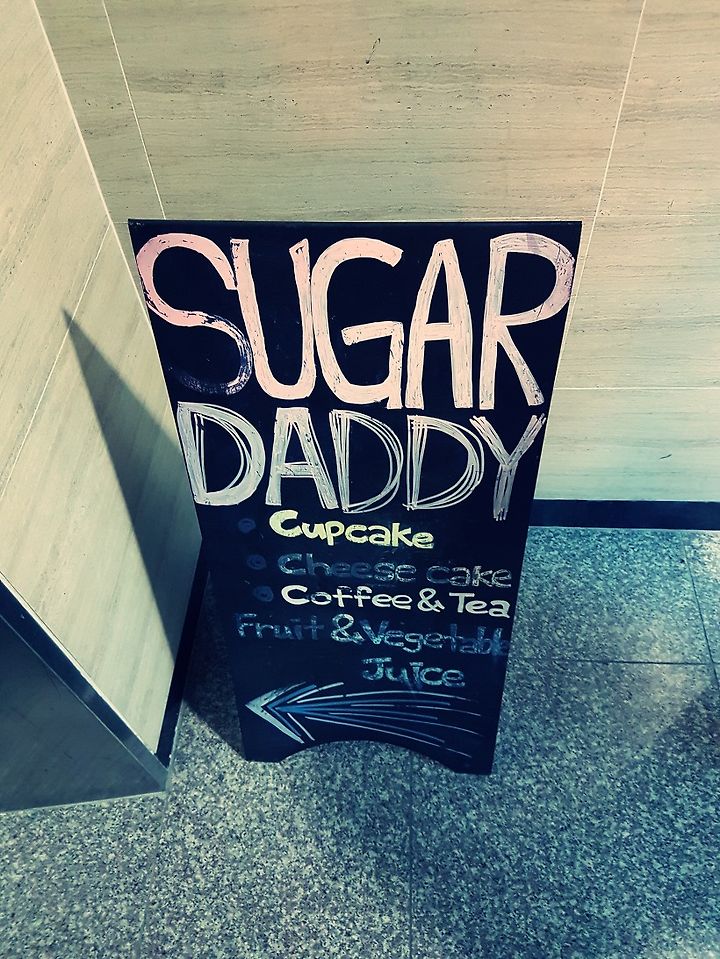 SUGAR
DADDY
• Cupcake
• Cheese cake
• Coffee & Tea
Fruit & Vegetable
Juice